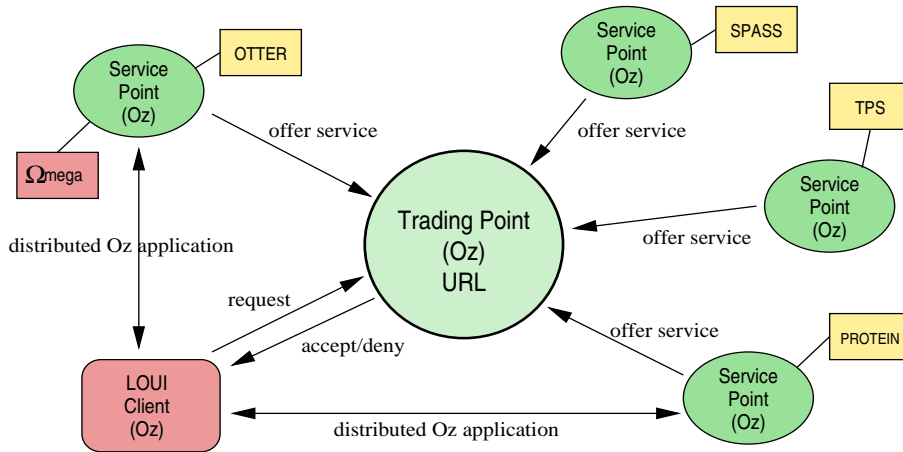 OTTER
Service
Point
(Oz)
Ωmega
offer service
SPASS
Service
Point
(Oz)
offer service
TPS
Service
Point
(Oz)
offer service
Trading Point
(Oz)
URL
distributed Oz application
request
accept/deny
offer service
PROTEIN
Service
Point
(Oz)
LOUI
Client
(Oz)
distributed Oz application